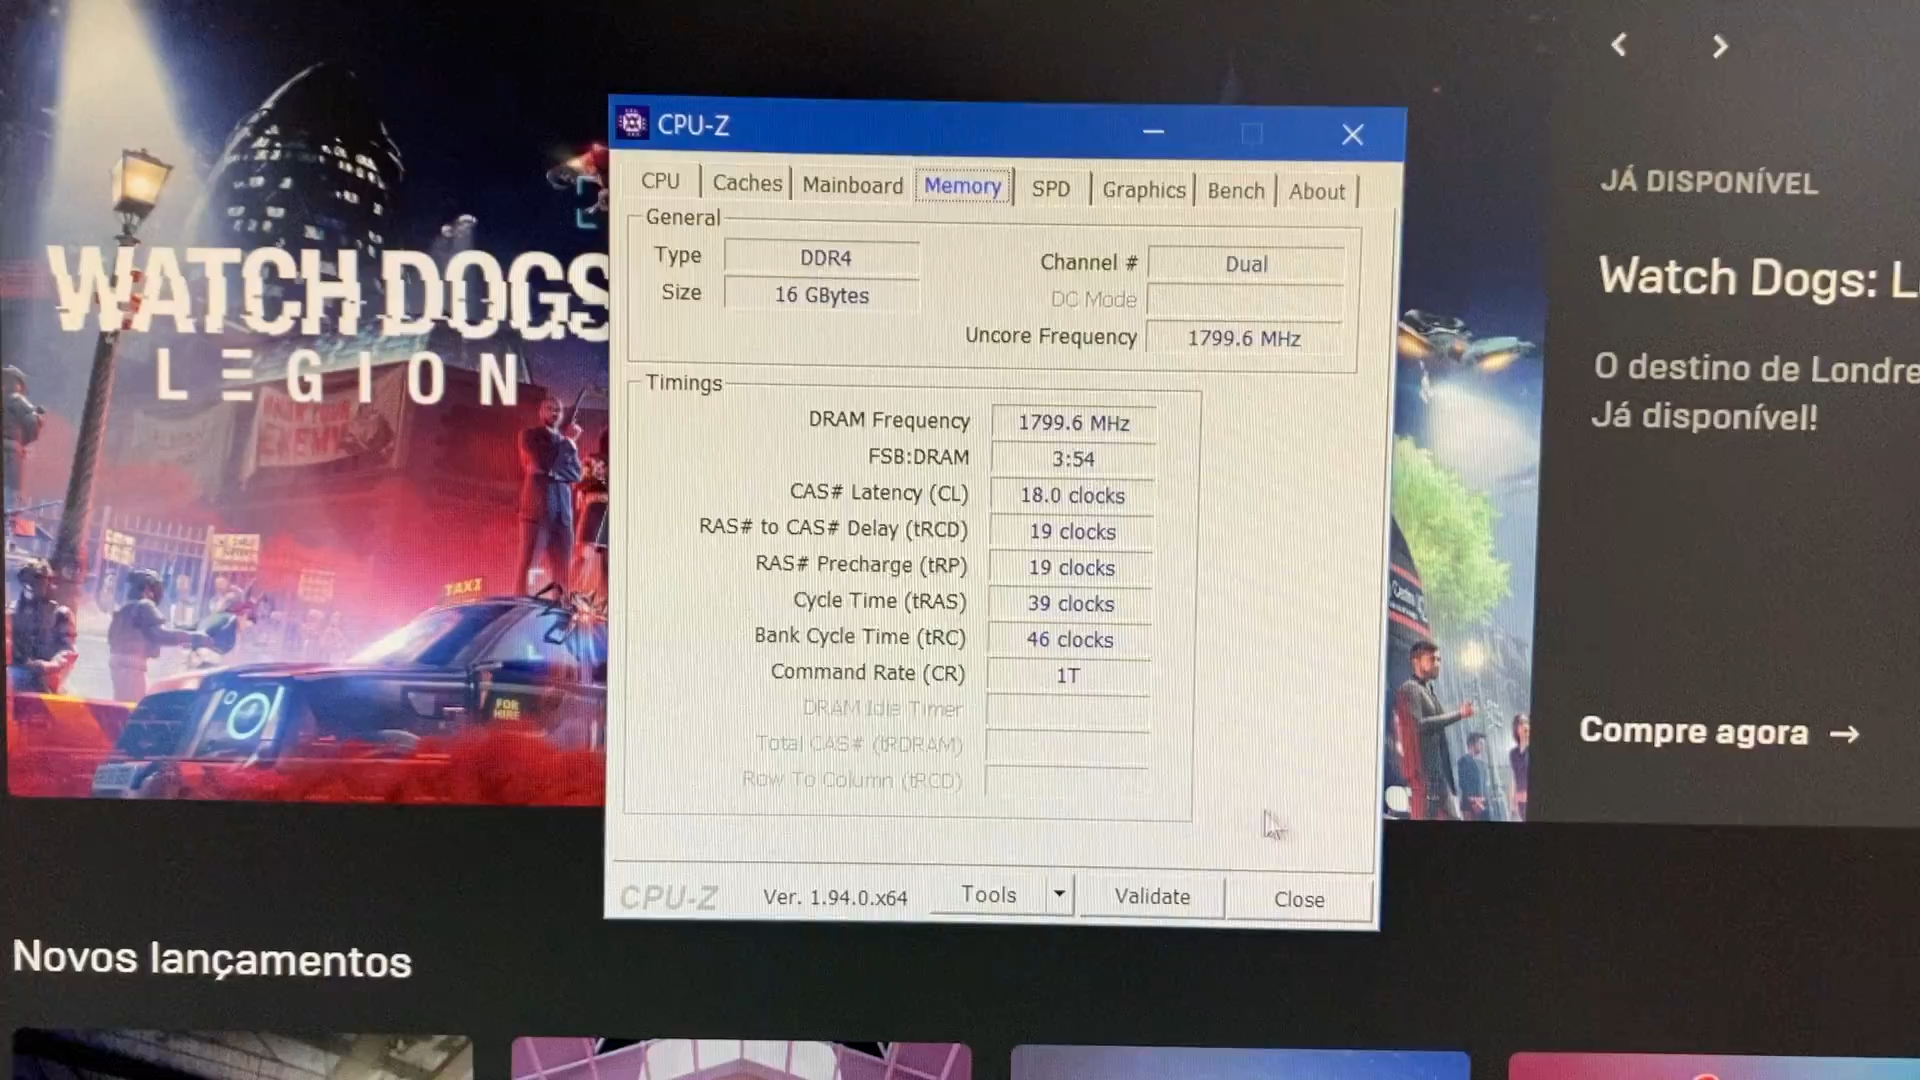 CPU-Z
CPU Caches Mainboard Memory SPD Graphics Bench About
General
Type DDR4 Channel # Dual
Size 16 GBytes DC Mode
Uncore Frequency 1799.6 MHz
Timings
DRAM Frequency 1799.6 MHz
FSB:DRAM 3:54
CAS# Latency (CL) 18.0 clocks
RAS# to CAS# Delay (tRCD) 19 clocks
RAS# Precharge (tRP) 19 clocks
Cycle Time (tRAS) 39 clocks
Bank Cycle Time (tRC) 46 clocks
Command Rate (CR) 1T
DRAM Idle Timer
Total CAS# (tRDRAM)
Row To Column (tRCD)
CPU-Z Ver. 1.94.0.x64 Tools Validate Close
WATCH DOGS
LEGION
TAXI
FOR
HIRE
JÁ DISPONÍVEL
Watch Dogs: L
O destino de Londre
Já disponível!
Compre agora →
Novos lançamentos